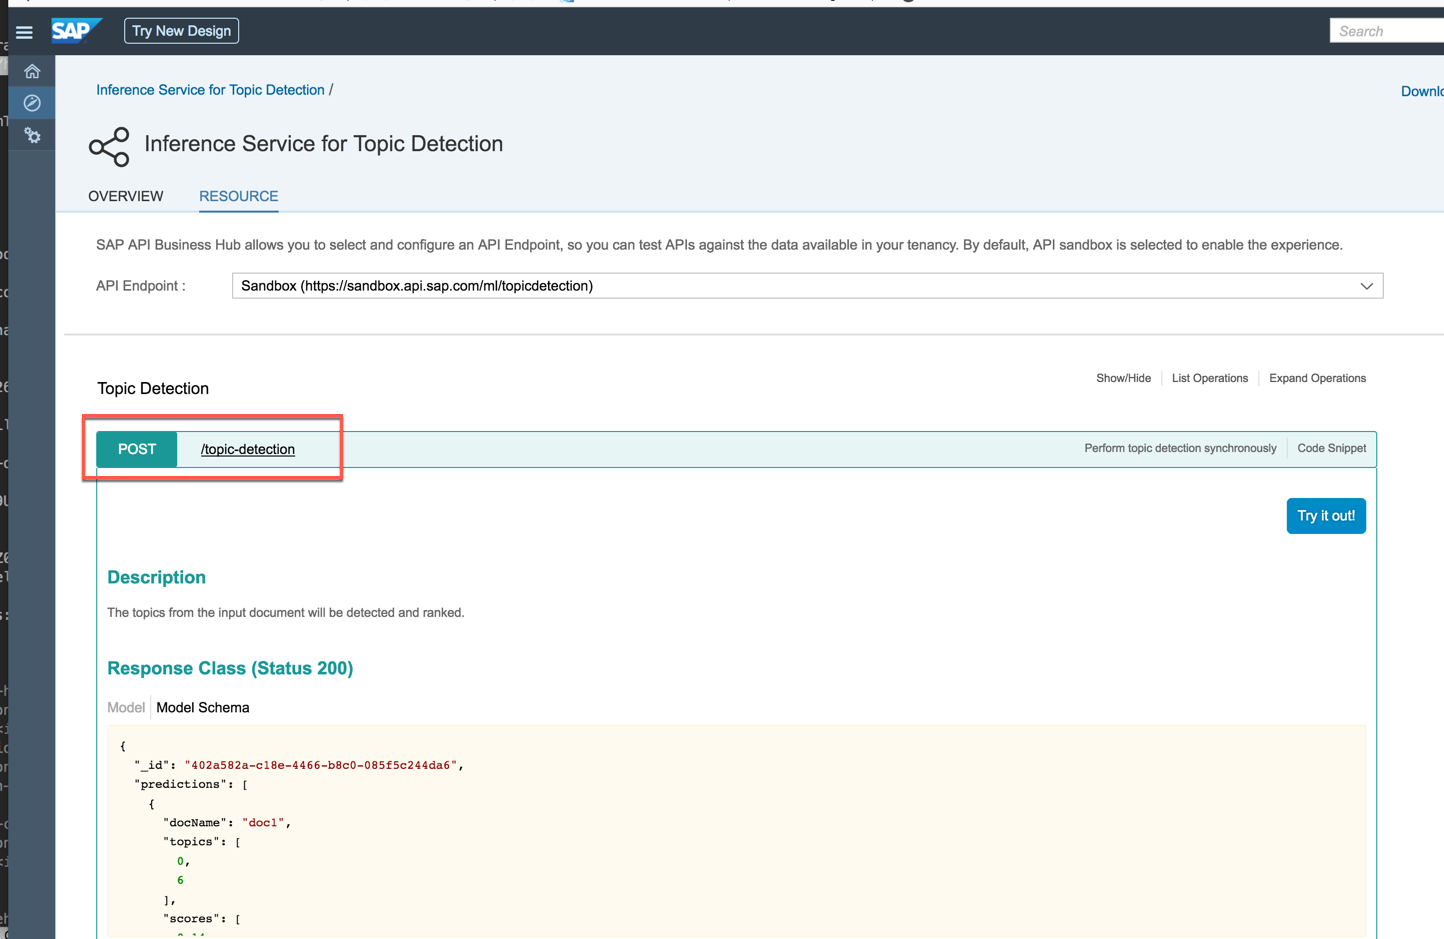 SAP
Try New Design
Search
Inference Service for Topic Detection /
Downlo
Inference Service for Topic Detection
OVERVIEW
RESOURCE
SAP API Business Hub allows you to select and configure an API Endpoint, so you can test APIs against the data available in your tenancy. By default, API sandbox is selected to enable the experience.
API Endpoint :
Sandbox (https://sandbox.api.sap.com/ml/topicdetection)
Topic Detection
Show/Hide
List Operations
Expand Operations
POST
/topic-detection
Perform topic detection synchronously
Code Snippet
Try it out!
Description
The topics from the input document will be detected and ranked.
Response Class (Status 200)
Model
Model Schema
{
"_id": "402a582a-c18e-4466-b8c0-085f5c244da6",
"predictions": [
{
"docName": "doc1",
"topics": [
0,
6
],
"scores": [